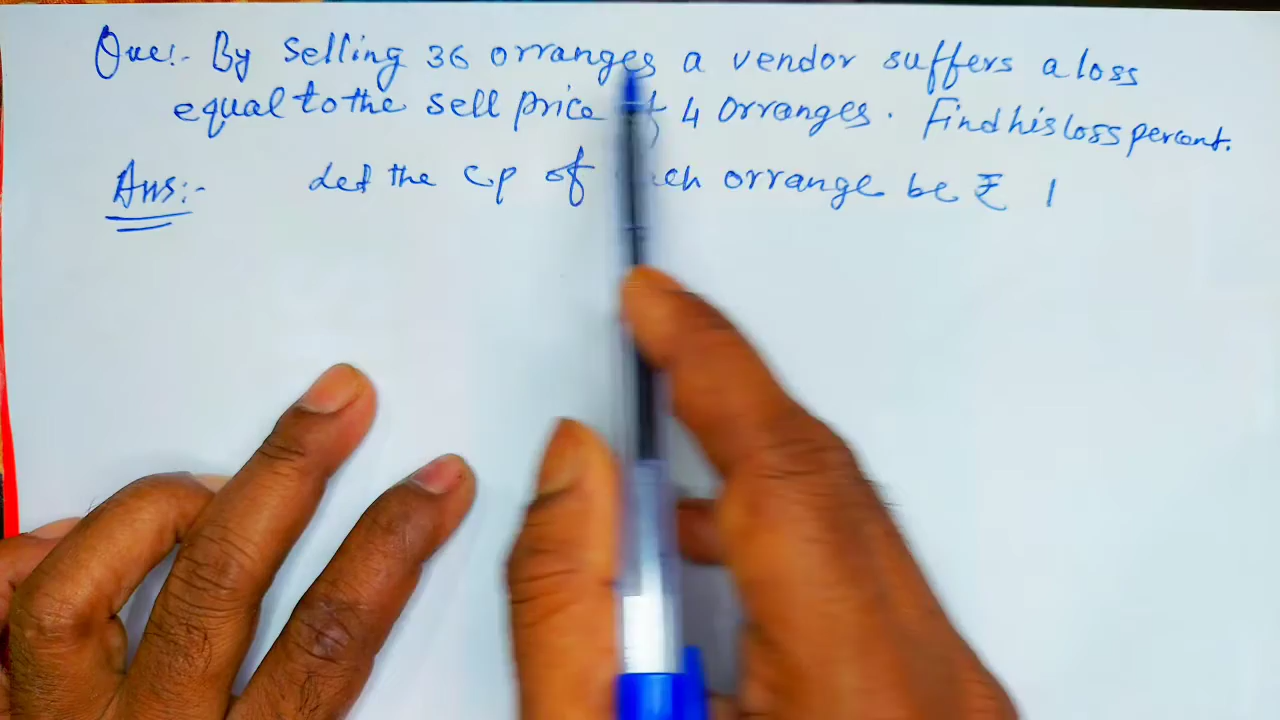 Que:- By Selling 36 orranges a vendor suffers a loss
equal to the sell price 4 Orranges. Find his loss percent.
Ans:- Let the CP of orrange be ₹ 1